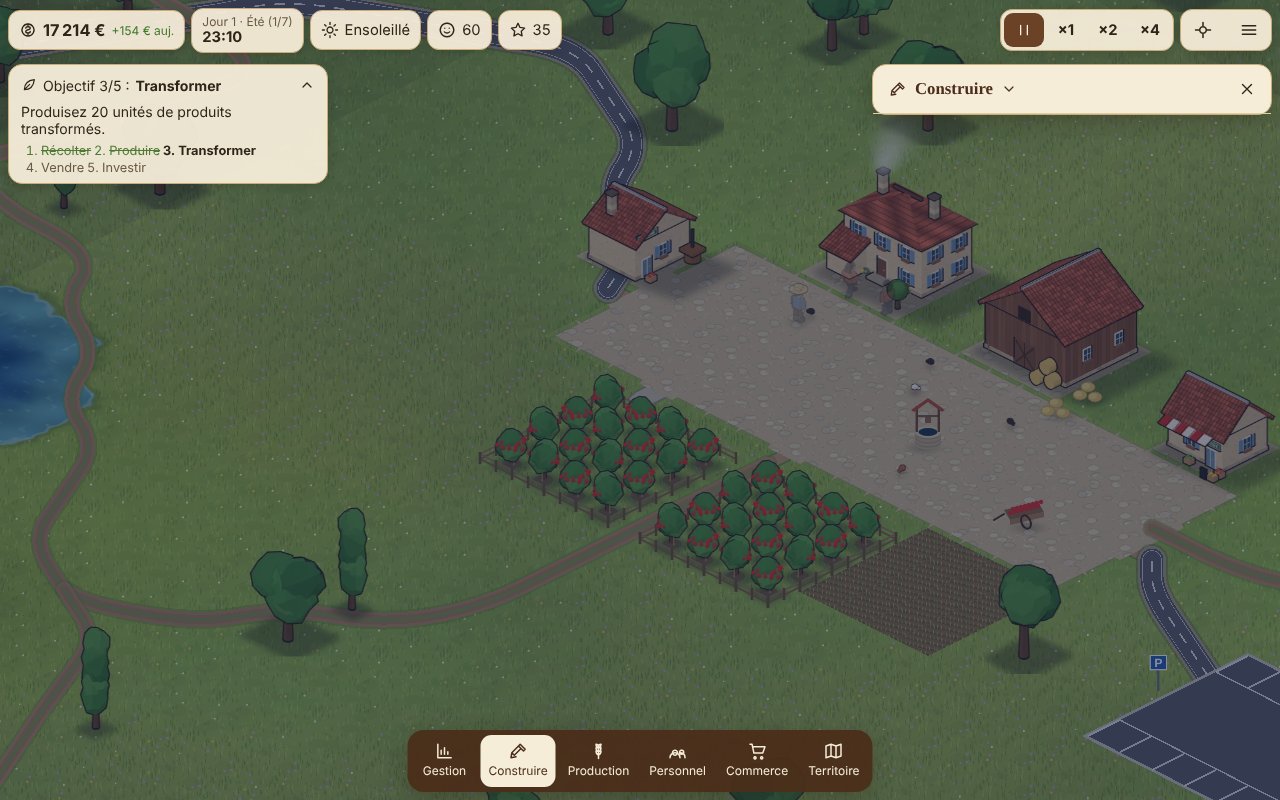 17 214 € +154 € auj.
Jour 1 · Été (1/7)
23:10
Ensoleillé
60
35
×1 ×2 ×4
Objectif 3/5 : Transformer
Produisez 20 unités de produits
transformés.
1. Récolter 2. Produire 3. Transformer
4. Vendre 5. Investir
Construire
P
Gestion
Construire
Production
Personnel
Commerce
Territoire